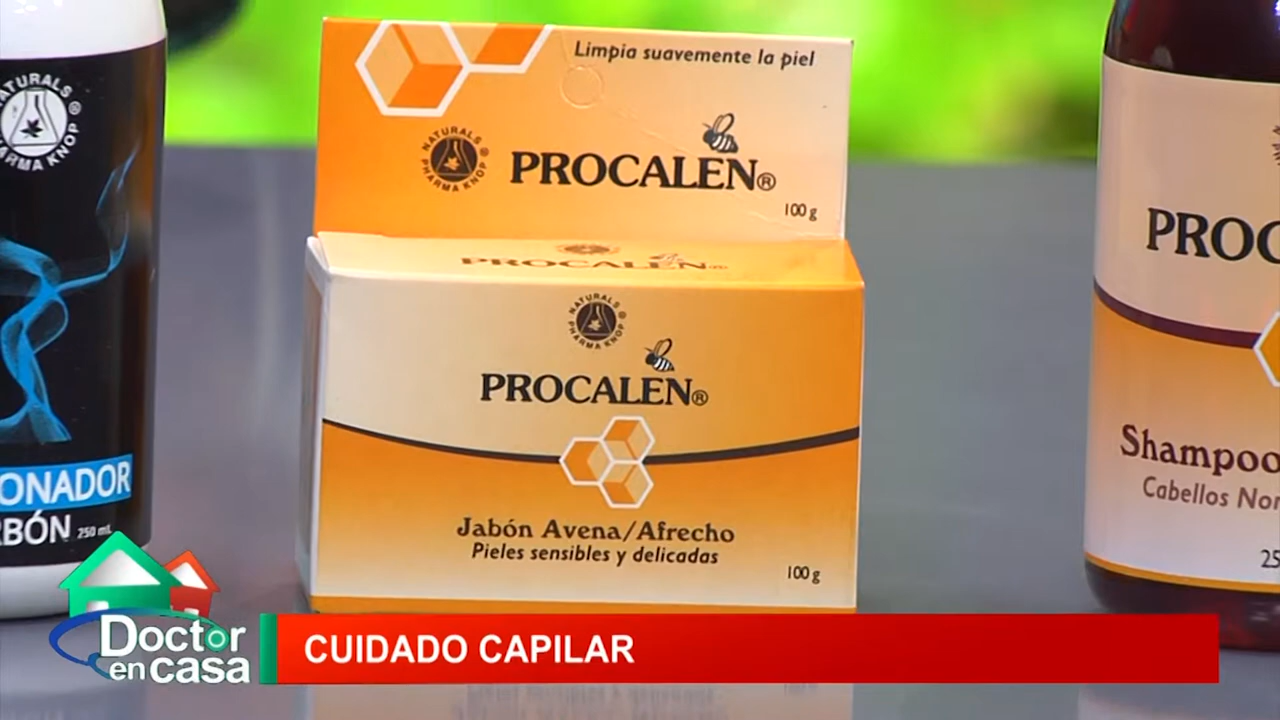 NATURALS
PHARMA KNOP ®
ONADOR
RBÓN 250 mL
Limpia suavemente la piel
NATURALS
PHARMA KNOP ®
PROCALEN®
100 g
PROCALEN®
NATURALS
PHARMA KNOP ®
PROCALEN®
Jabón Avena/Afrecho
Pieles sensibles y delicadas
100 g
PROC
Shampoo
Cabellos Nor
25
Doctor
en casa
CUIDADO CAPILAR